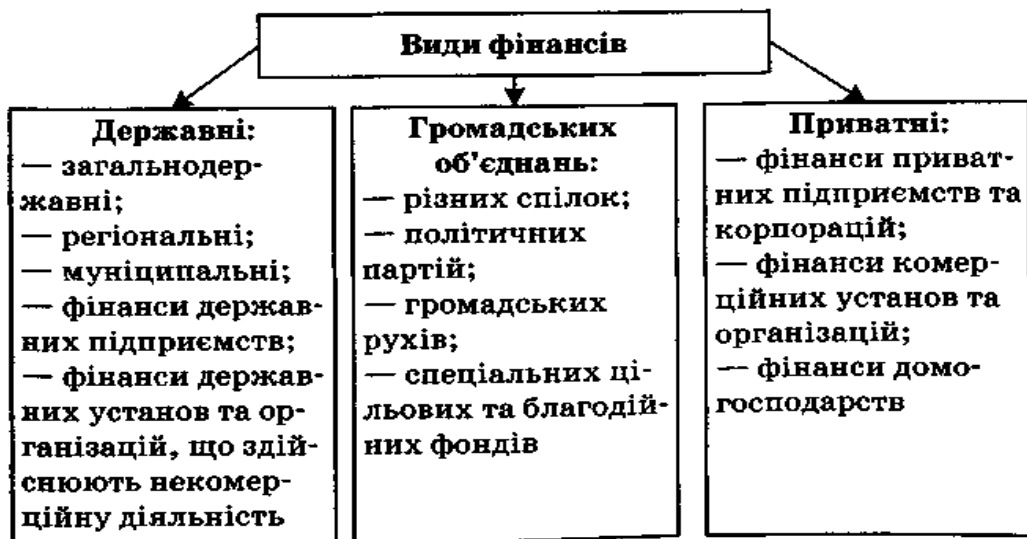 Види фінансів
Державні:
— загальнодер-
жавні;
— регіональні;
— муніципальні;
— фінанси держав-
них підприємств;
— фінанси держав-
них установ та ор-
ганізацій, що здій-
снюють некомер-
ційну діяльність
Громадських
об'єднань:
— різних спілок;
— політичних
партій;
— громадських
рухів;
— спеціальних ці-
льових та благодій-
них фондів
Приватні:
— фінанси приват-
них підприємств та
корпорацій;
— фінанси комер-
ційних установ та
організацій;
— фінанси домо-
господарств